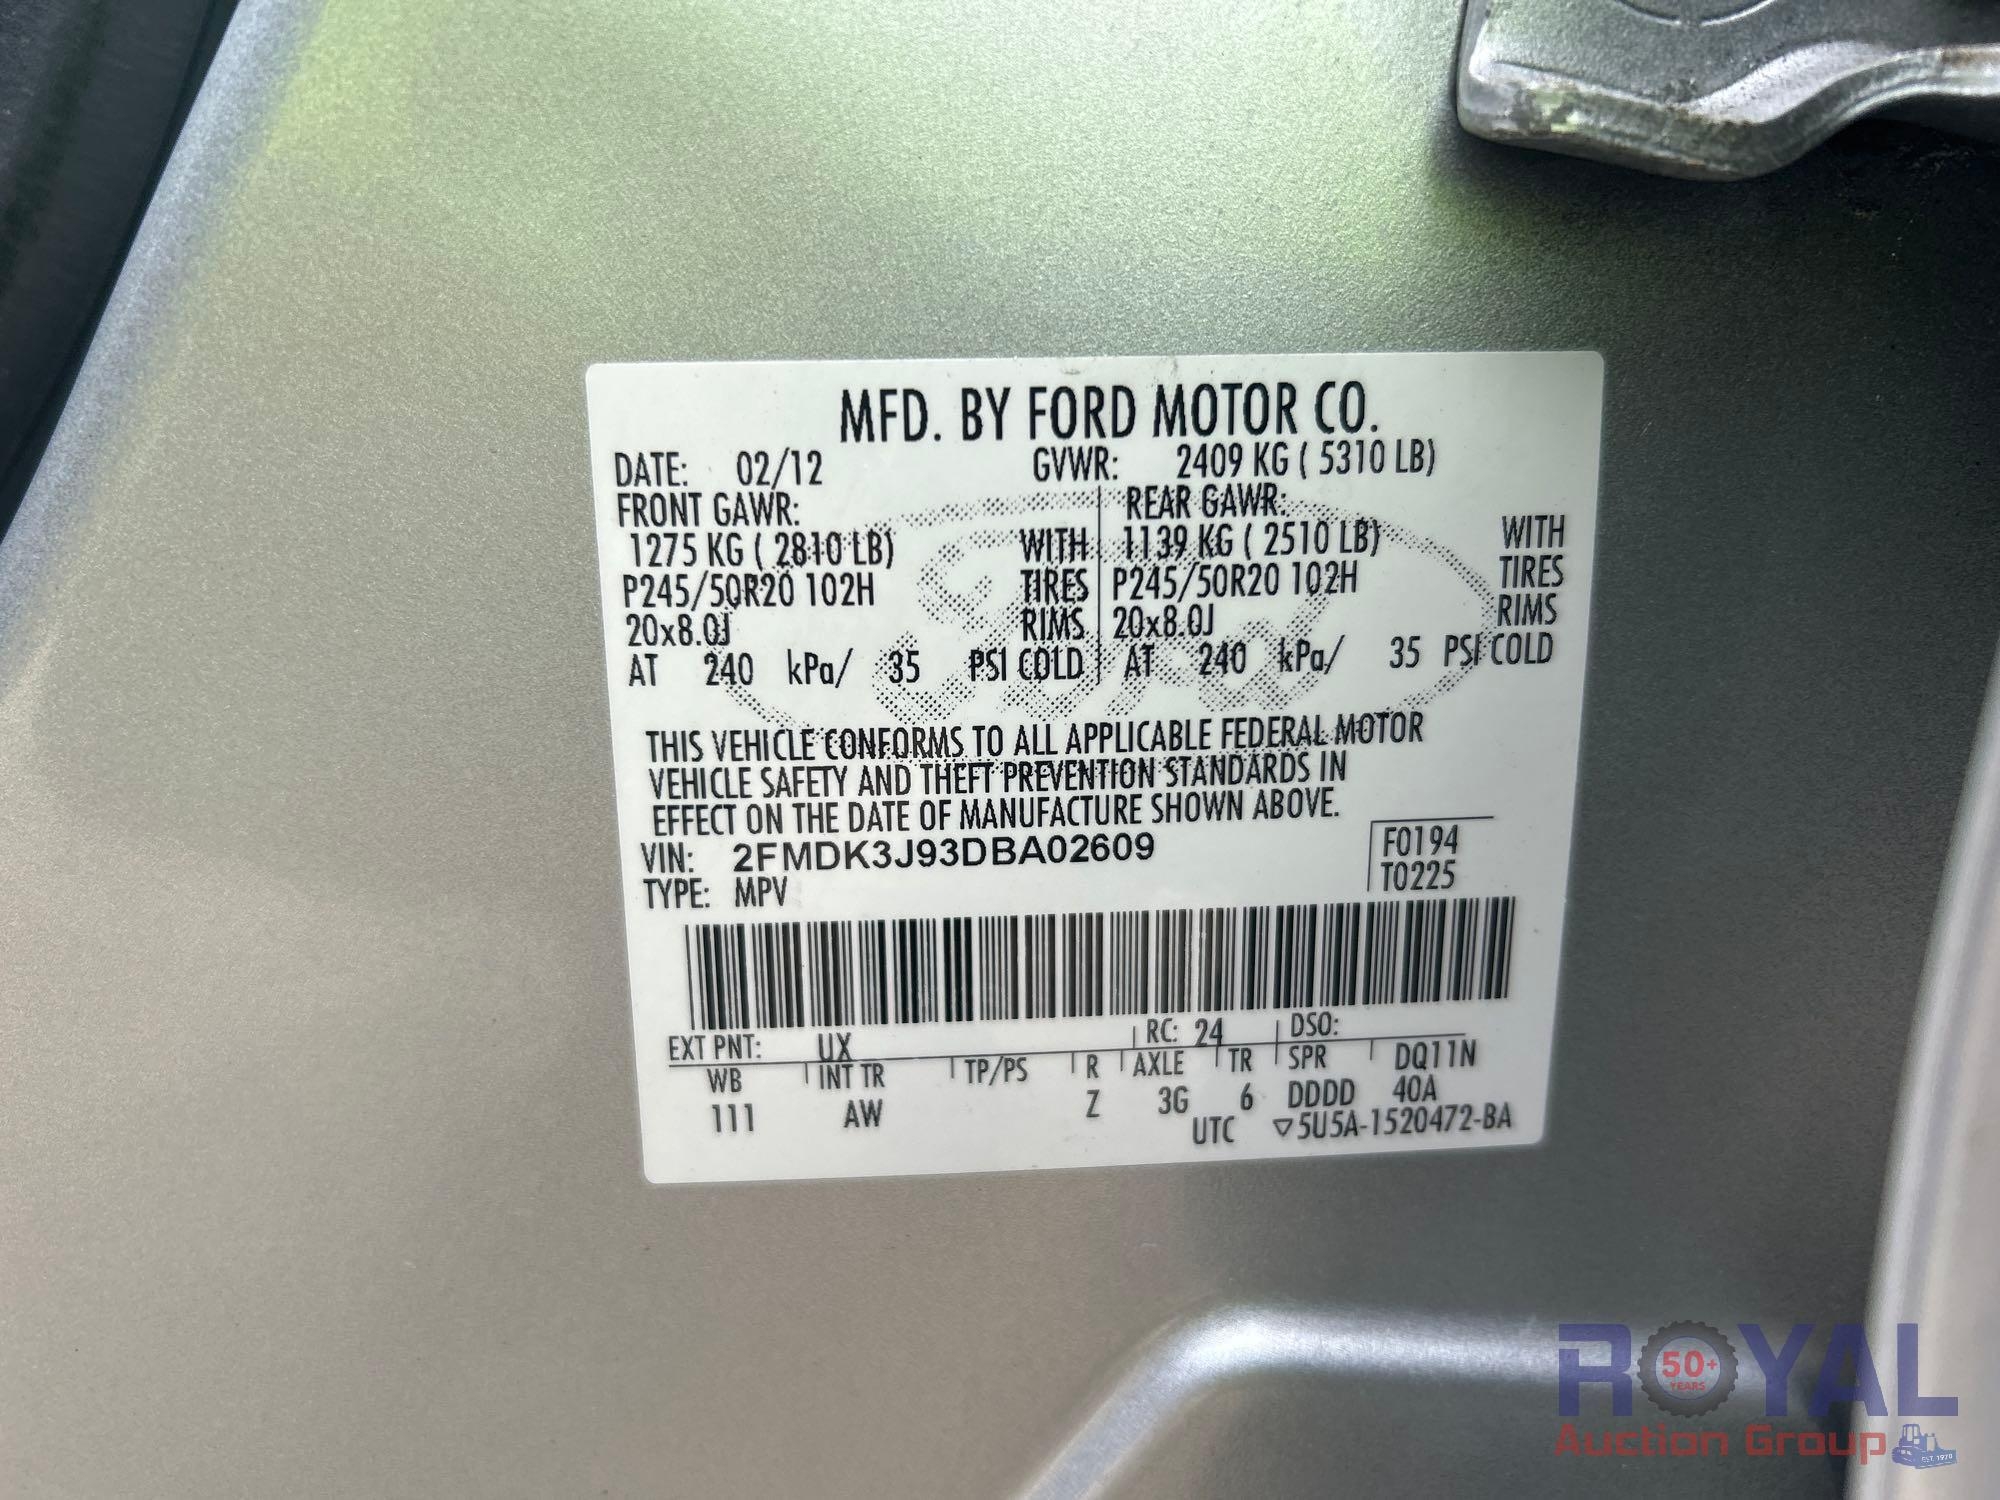 MFD. BY FORD MOTOR CO.
DATE: 02/12 GVWR: 2409 KG ( 5310 LB)
FRONT GAWR: REAR GAWR:
1275 KG ( 2810 LB) WITH 1139 KG ( 2510 LB) WITH
P245/50R20 102H TIRES P245/50R20 102H TIRES
20x8.0J RIMS 20x8.0J RIMS
AT 240 kPa/ 35 PSI COLD AT 240 kPa/ 35 PSI COLD
Ford
THIS VEHICLE CONFORMS TO ALL APPLICABLE FEDERAL MOTOR
VEHICLE SAFETY AND THEFT PREVENTION STANDARDS IN
EFFECT ON THE DATE OF MANUFACTURE SHOWN ABOVE.
VIN: 2FMDK3J93DBA02609 F0194
TYPE: MPV T0225
EXT PNT: UX RC: 24 DSO:
WB INT TR TP/PS R AXLE TR SPR DQ11N
111 AW Z 3G 6 DDDD 40A
UTC ▽5U5A-1520472-BA
ROYAL
50+
YEARS
Auction Group
EST. 1970